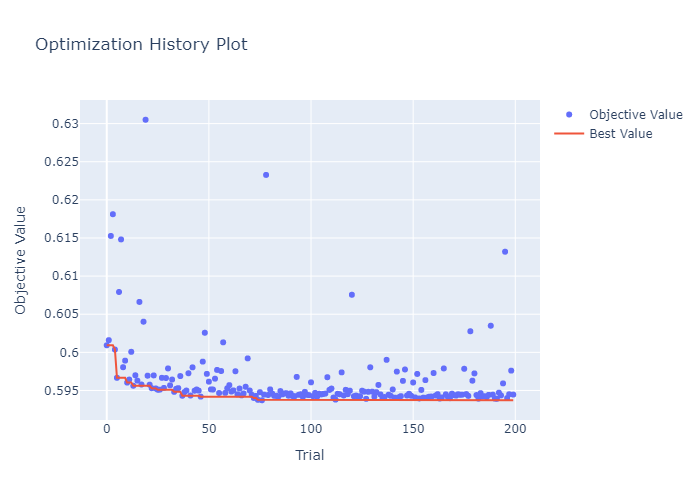 Optimization History Plot
Objective Value
Best Value
0.63
0.625
0.62
0.615
0.61
0.605
0.6
0.595
Objective Value
0
50
100
150
200
Trial